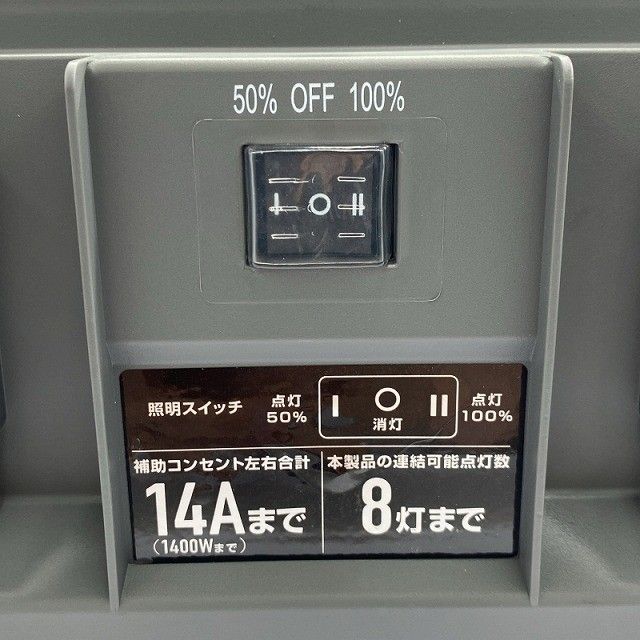 50% OFF 100%
I O II
照明スイッチ 点灯 50% I O 消灯 II 点灯 100%
補助コンセント左右合計
14Aまで
(1400Wまで)
本製品の連結可能点灯数
8灯まで